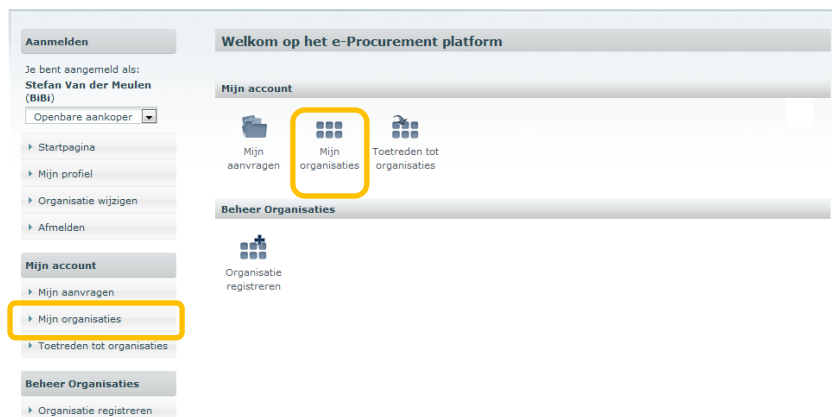 Aanmelden
Je bent aangemeld als:
Stefan Van der Meulen
(BiBi)
Openbare aankoper
Startpagina
Mijn profiel
Organisatie wijzigen
Afmelden
Mijn account
Mijn aanvragen
Mijn organisaties
Toetreden tot organisaties
Beheer Organisaties
Organisatie registreren
Welkom op het e-Procurement platform
Mijn account
Mijn
aanvragen
Mijn
organisaties
Toetreden tot
organisaties
Beheer Organisaties
Organisatie
registreren